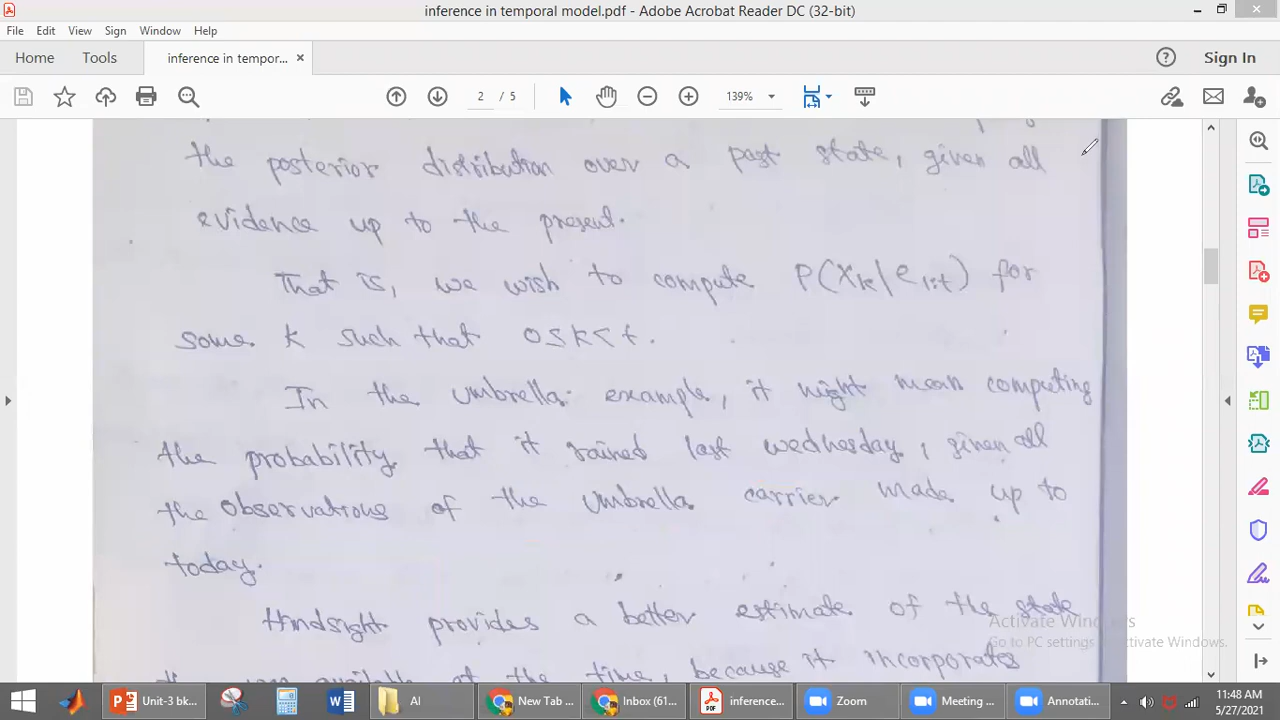 inference in temporal model.pdf - Adobe Acrobat Reader DC (32-bit)
File Edit View Sign Window Help
Home Tools inference in tempor... × Sign In
2 / 5 139%
the posterior distribution over a past state, given all
evidence up to the present.
That is, we wish to compute P(Xk/e1:t) for
some k such that 0≤k<t.
In the umbrella example, it might mean computing
the probability that it rained last wednesday, given all
the observations of the umbrella carrier made up to
today.
Hindsight provides a better estimate of the state
available at the time, because it incorporates
Activate Windows
Go to PC settings to activate Windows.
Unit-3 bk... AI New Tab ... Inbox (61... inference... Zoom Meeting ... Annotati... 11:48 AM
5/27/2021